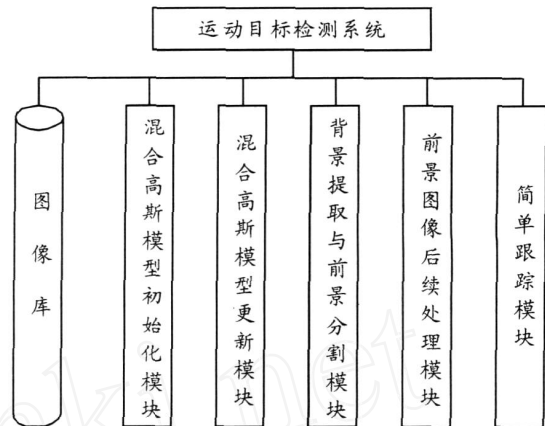 运动目标检测系统
图像库
混合高斯模型初始化模块
混合高斯模型更新模块
背景提取与前景分割模块
前景图像后续处理模块
简单跟踪模块